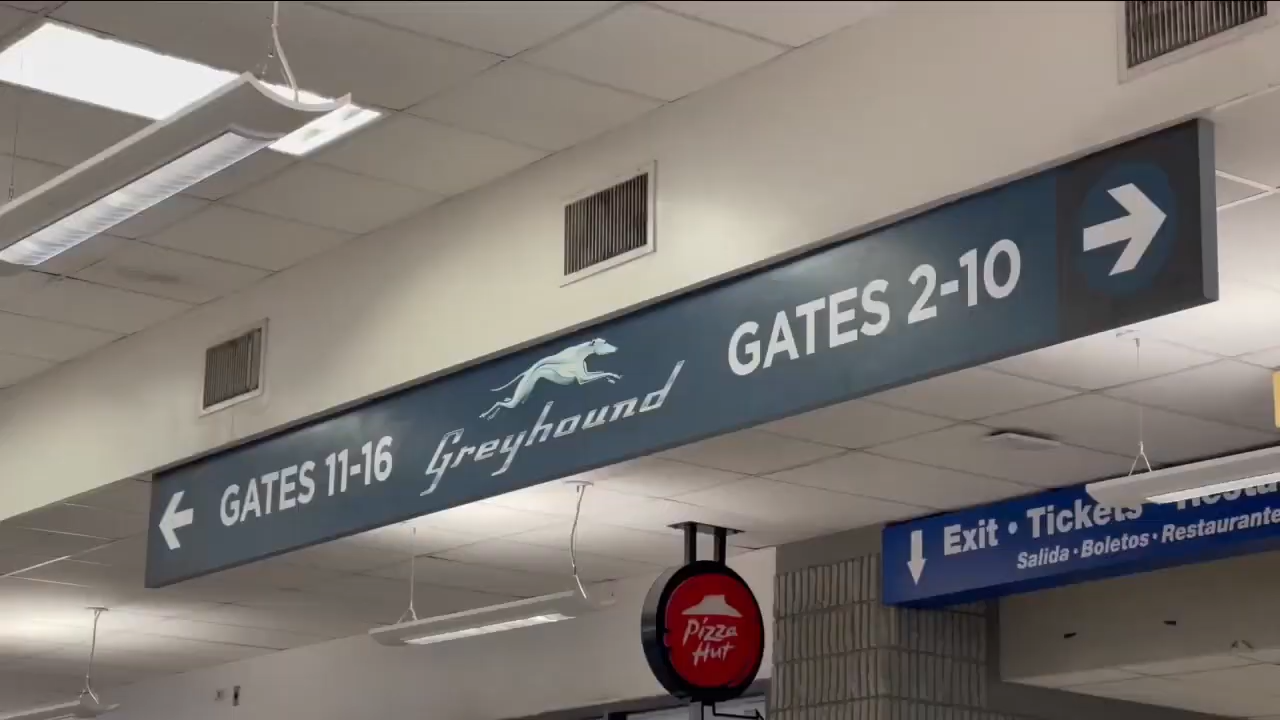 GATES 11-16
Greyhound
GATES 2-10
Exit · Tickets ·
Salida · Boletos · Restaurante
Pizza
Hut